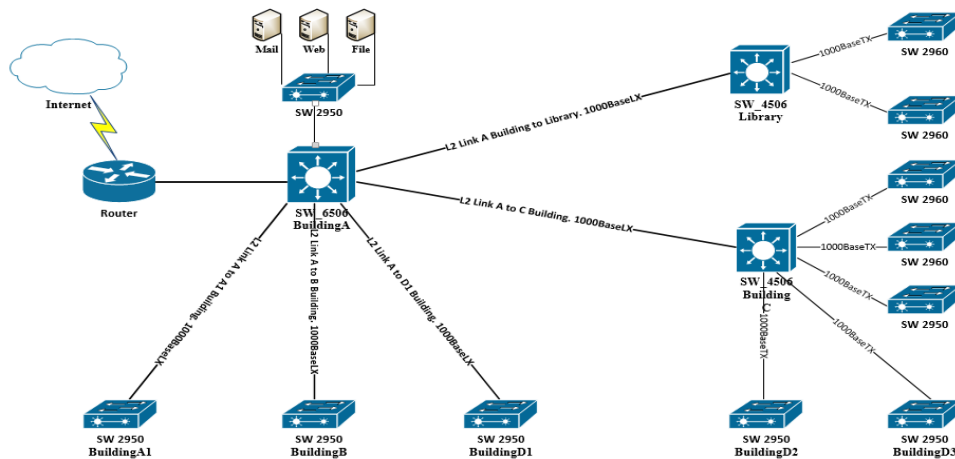 Mail
Web
File
Internet
SW 2950
Router
SW_6506
BuildingA
L2 Link A Building to Library, 1000BaseLX
L2 Link A to C Building, 1000BaseLX
L2 Link A to A1 Building, 1000BaseLX
L2 Link A to B Building, 1000BaseLX
L2 Link A to D1 Building, 1000BaseLX
SW_4506
Library
1000BaseTX
SW 2960
1000BaseTX
SW 2960
SW_4506
Building
C
1000BaseTX
SW 2960
1000BaseTX
SW 2960
1000BaseTX
SW 2950
1000BaseTX
1000BaseTX
SW 2950
BuildingA1
SW 2950
BuildingB
SW 2950
BuildingD1
SW 2950
BuildingD2
SW 2950
BuildingD3